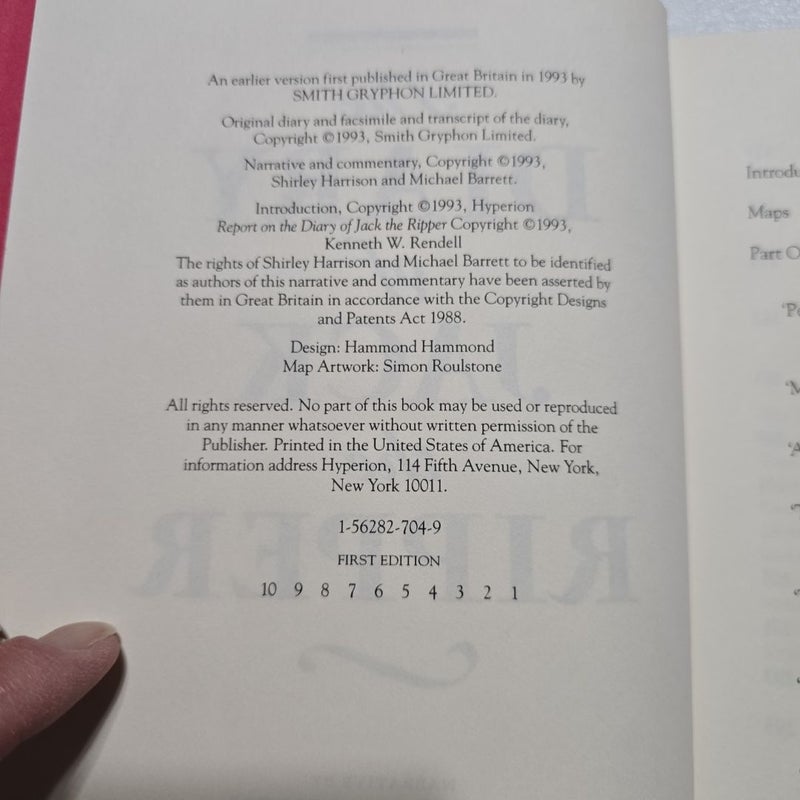 An earlier version first published in Great Britain in 1993 by
SMITH GRYPHON LIMITED.
Original diary and facsimile and transcript of the diary,
Copyright ©1993, Smith Gryphon Limited.
Narrative and commentary, Copyright ©1993,
Shirley Harrison and Michael Barrett.
Introduction, Copyright ©1993, Hyperion
Report on the Diary of Jack the Ripper Copyright ©1993,
Kenneth W. Rendell
The rights of Shirley Harrison and Michael Barrett to be identified
as authors of this narrative and commentary have been asserted by
them in Great Britain in accordance with the Copyright Designs
and Patents Act 1988.
Design: Hammond Hammond
Map Artwork: Simon Roulstone
All rights reserved. No part of this book may be used or reproduced
in any manner whatsoever without written permission of the
Publisher. Printed in the United States of America. For
information address Hyperion, 114 Fifth Avenue, New York,
New York 10011.
1-56282-704-9
FIRST EDITION
10 9 8 7 6 5 4 3 2 1
Maps
Part